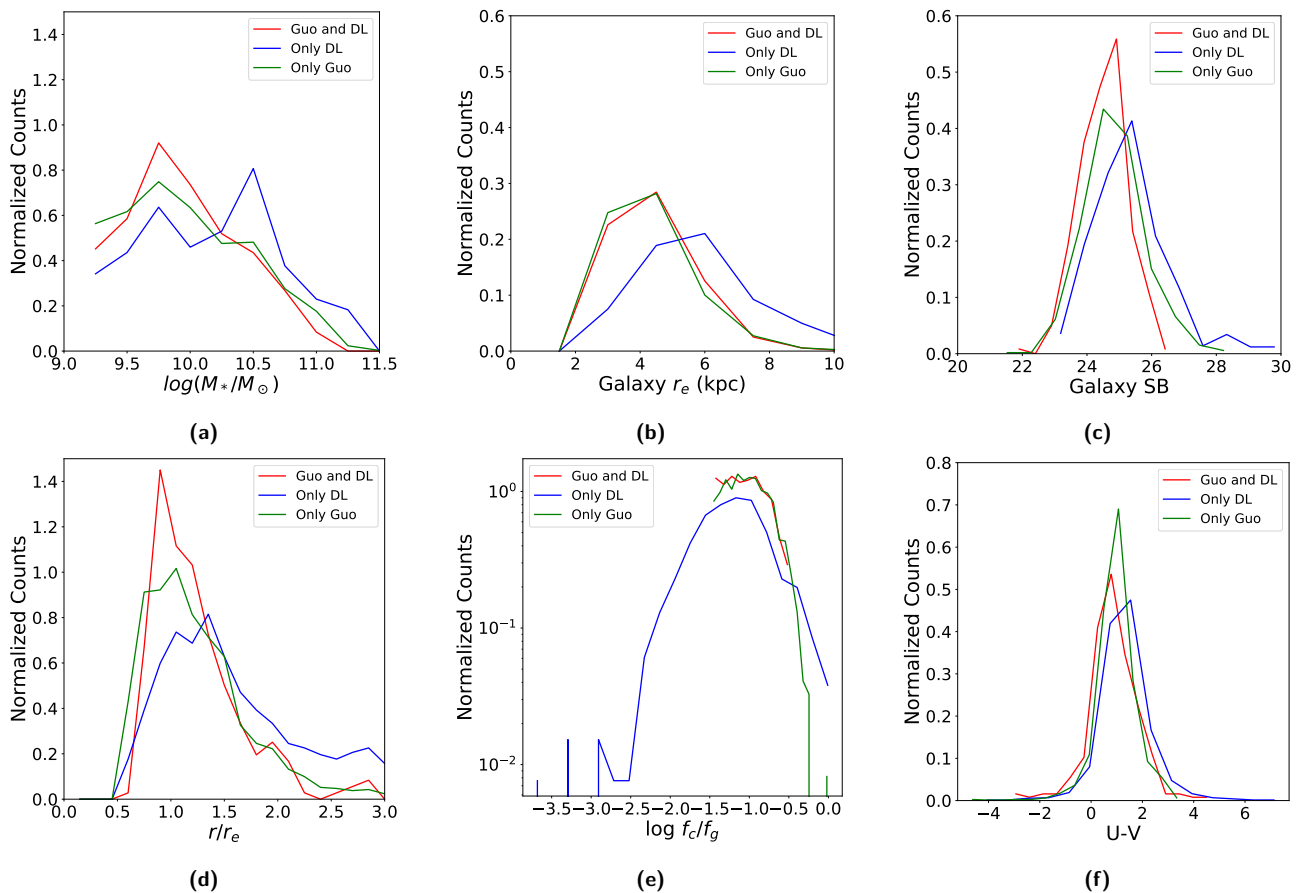 1.4
1.2
1.0
0.8
0.6
0.4
0.2
0.0
Normalized Counts
Guo and DL
Only DL
Only Guo
9.0 9.5 10.0 10.5 11.0 11.5
log(M*/M⊙)
(a)
0.6
0.5
0.4
0.3
0.2
0.1
0.0
Normalized Counts
Guo and DL
Only DL
Only Guo
0 2 4 6 8 10
Galaxy rₑ (kpc)
(b)
0.6
0.5
0.4
0.3
0.2
0.1
0.0
Normalized Counts
Guo and DL
Only DL
Only Guo
20 22 24 26 28 30
Galaxy SB
(c)
1.4
1.2
1.0
0.8
0.6
0.4
0.2
0.0
Normalized Counts
Guo and DL
Only DL
Only Guo
0.0 0.5 1.0 1.5 2.0 2.5 3.0
r/rₑ
(d)
10⁰
10⁻¹
10⁻²
Normalized Counts
Guo and DL
Only DL
Only Guo
−3.5 −3.0 −2.5 −2.0 −1.5 −1.0 −0.5 0.0
log f_c/f_g
(e)
0.8
0.7
0.6
0.5
0.4
0.3
0.2
0.1
0.0
Normalized Counts
Guo and DL
Only DL
Only Guo
−4 −2 0 2 4 6
U-V
(f)